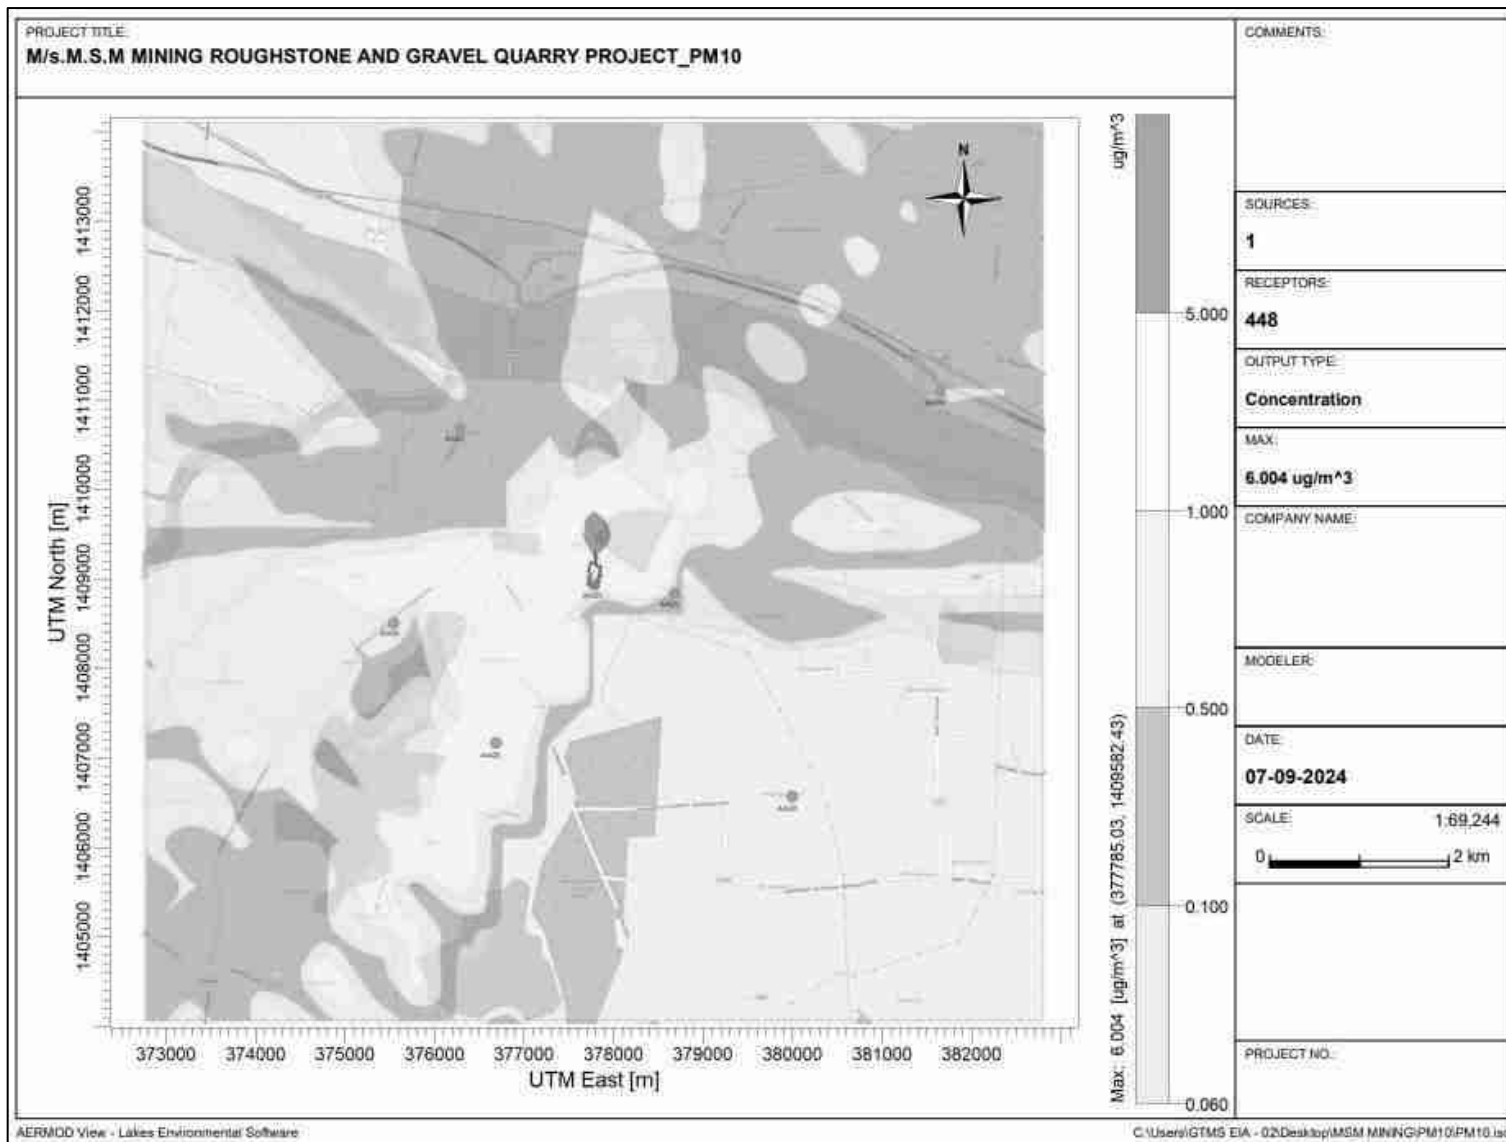 PROJECT TITLE:
M/s.M.S.M MINING ROUGHSTONE AND GRAVEL QUARRY PROJECT_PM10
COMMENTS:
SOURCES:
1
RECEPTORS:
448
OUTPUT TYPE:
Concentration
MAX:
6.004 ug/m^3
COMPANY NAME:
MODELER:
DATE:
07-09-2024
SCALE:
1:69,244
0
2 km
PROJECT NO.:
N
UTM North [m]
1413000
1412000
1411000
1410000
1409000
1408000
1407000
1406000
1405000
373000 374000 375000 376000 377000 378000 379000 380000 381000 382000
UTM East [m]
ug/m^3
5.000
1.000
0.500
0.100
0.060
Max: 6.004 [ug/m^3] at (377785.03, 1409582.43)
AERMOD View - Lakes Environmental Software
C:\Users\GTMS EIA - 02\Desktop\MSM MINING\PM10\PM10.isc